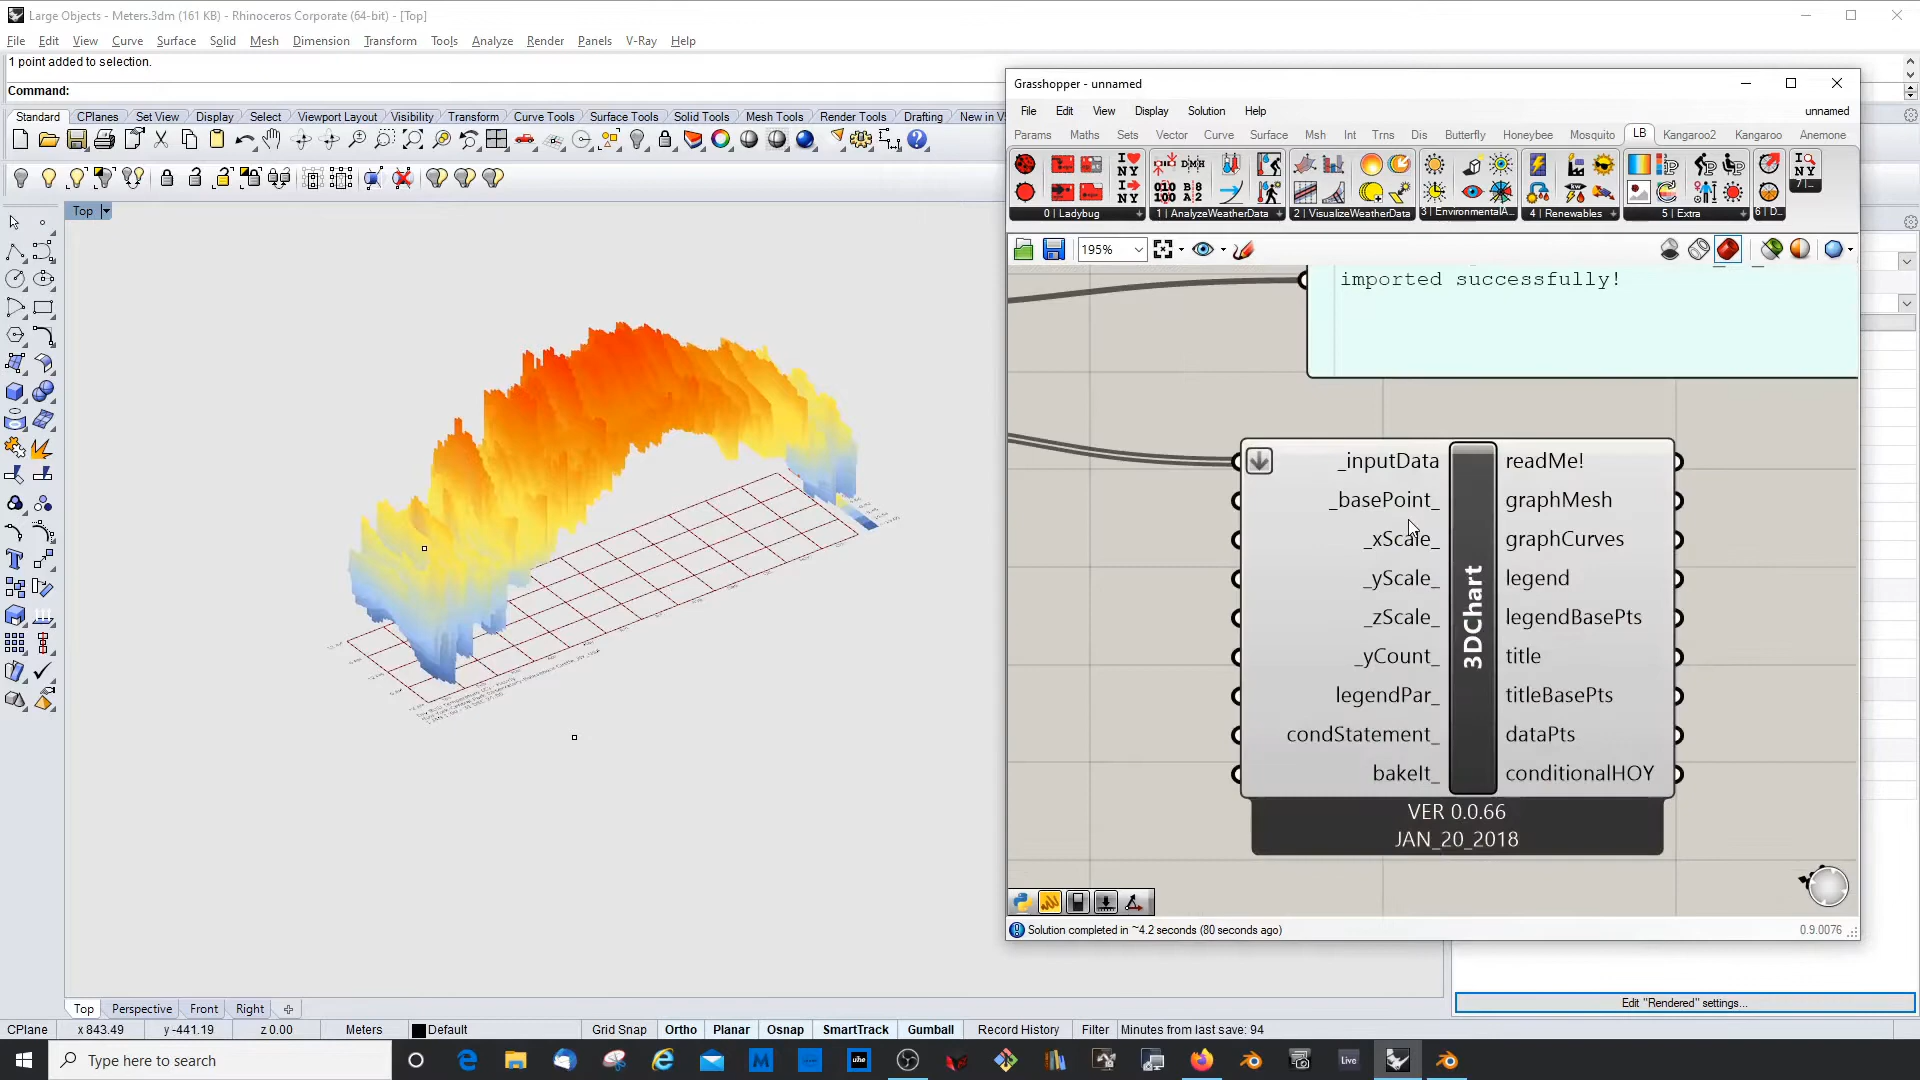 Large Objects - Meters.3dm (161 KB) - Rhinoceros Corporate (64-bit) - [Top]
File Edit View Curve Surface Solid Mesh Dimension Transform Tools Analyze Render Panels V-Ray Help
1 point added to selection.
Command:
Standard CPlanes Set View Display Select Viewport Layout Visibility Transform Curve Tools Surface Tools Solid Tools Mesh Tools Render Tools Drafting New in V
Top
Grasshopper - unnamed
File Edit View Display Solution Help unnamed
Params Maths Sets Vector Curve Surface Msh Int Trns Dis Butterfly Honeybee Mosquito LB Kangaroo2 Kangaroo Anemone
0 | Ladybug 1 | AnalyzeWeatherData 2 | VisualizeWeatherData 3 | EnvironmentalA... 4 | Renewables 5 | Extra 6 | D... 7 |...
195%
imported successfully!
_inputData readMe!
_basePoint_ graphMesh
_xScale_ graphCurves
_yScale_ legend
_zScale_ legendBasePts
_yCount_ title
legendPar_ titleBasePts
condStatement_ dataPts
bakeIt_ conditionalHOY
3DChart
VER 0.0.66
JAN_20_2018
Solution completed in ~4.2 seconds (80 seconds ago) 0.9.0076
Edit "Rendered" settings...
Top Perspective Front Right
CPlane x 843.49 y -441.19 z 0.00 Meters Default Grid Snap Ortho Planar Osnap SmartTrack Gumball Record History Filter Minutes from last save: 94
Type here to search
Live